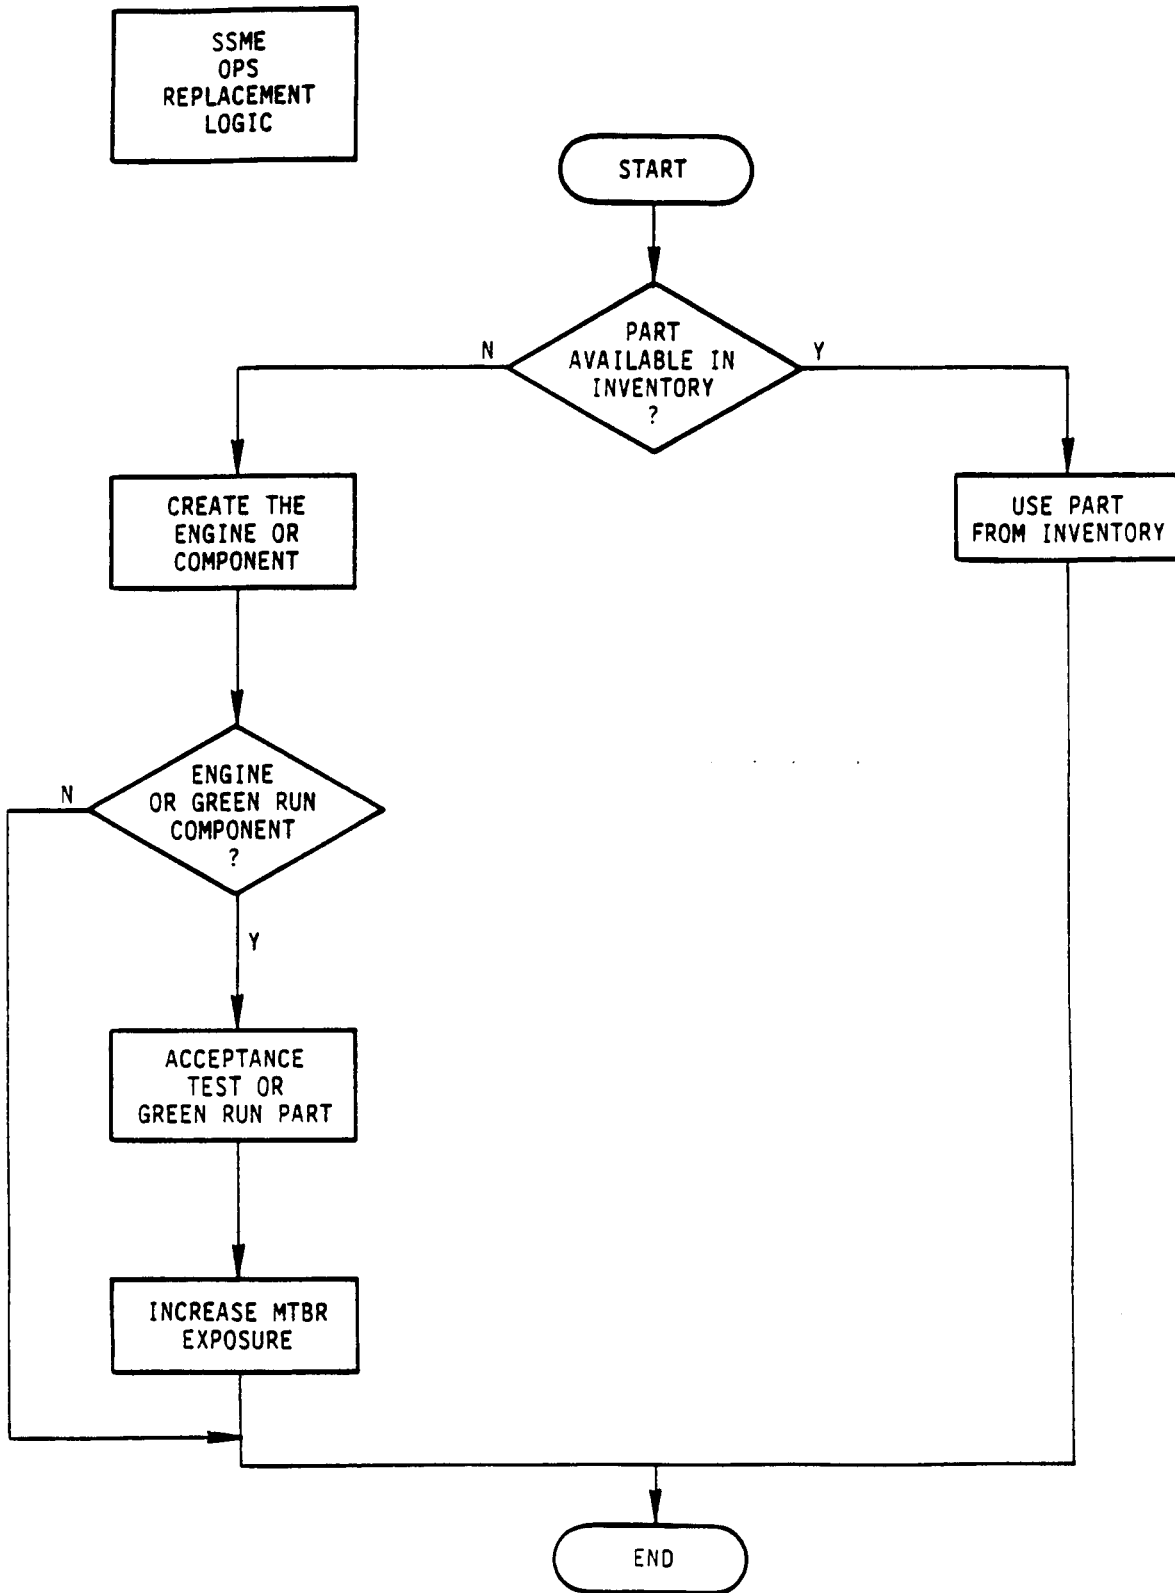 SSME
OPS
REPLACEMENT
LOGIC
START
PART
AVAILABLE IN
INVENTORY
?
N
Y
CREATE THE
ENGINE OR
COMPONENT
USE PART
FROM INVENTORY
ENGINE
OR GREEN RUN
COMPONENT
?
N
Y
ACCEPTANCE
TEST OR
GREEN RUN PART
INCREASE MTBR
EXPOSURE
END